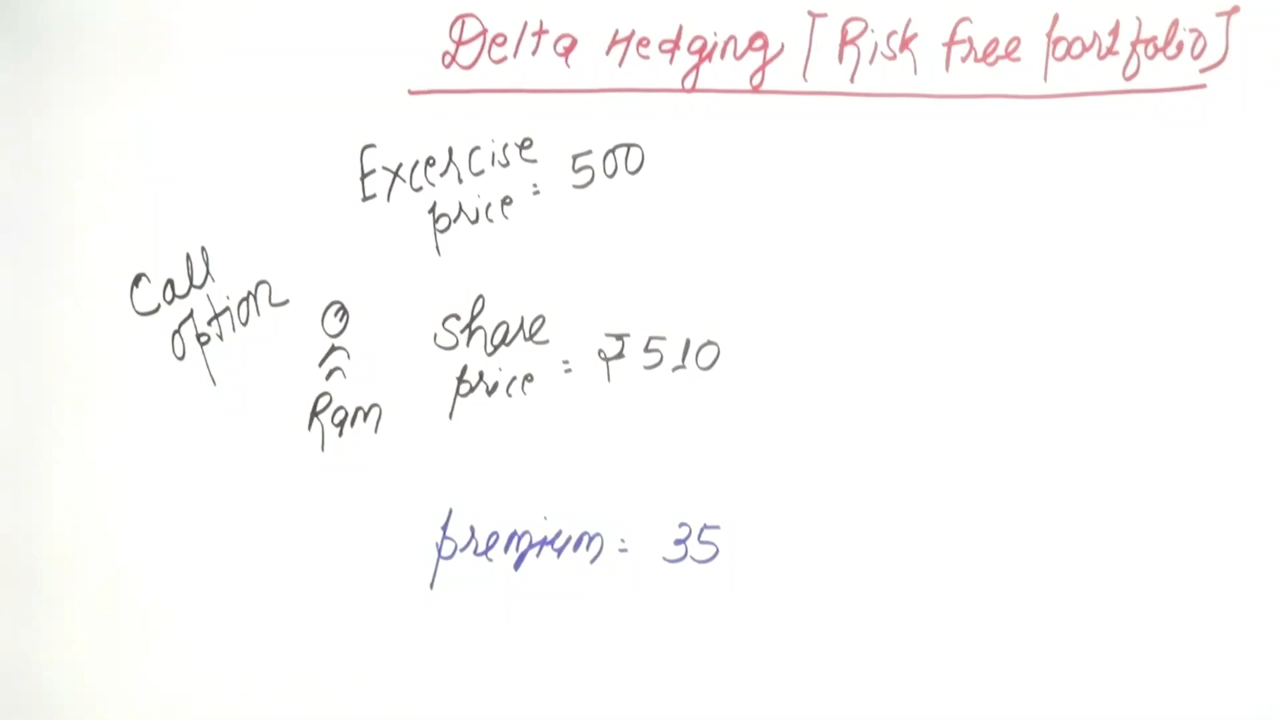 Delta Hedging [Risk free portfolio]
Excercise
price = 500
Call
option
Share
price = ₹510
Ram
premium = 35